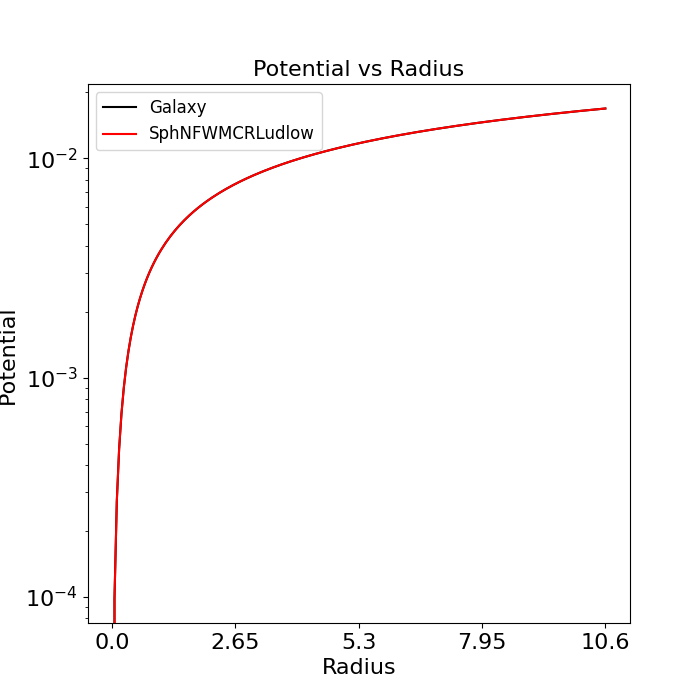 Potential vs Radius
Galaxy
SphNFWMCRLudlow
Potential
10^-2
10^-3
10^-4
0.0 2.65 5.3 7.95 10.6
Radius